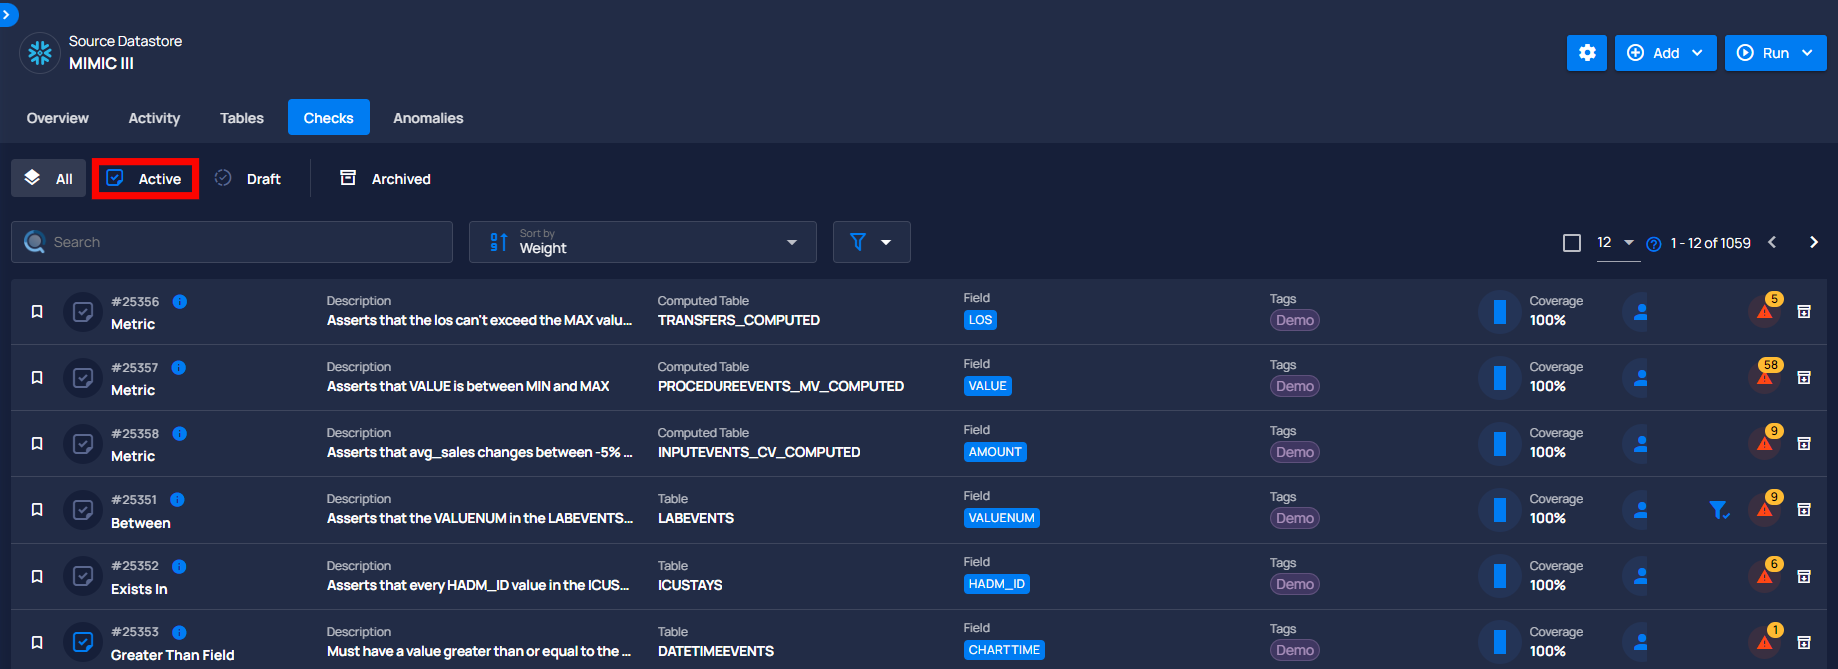 Source Datastore
MIMIC III
Add
Run
Overview
Activity
Tables
Checks
Anomalies
All
Active
Draft
Archived
Search
Sort by
Weight
12
1 - 12 of 1059
#25356
Metric
Description
Asserts that the los can't exceed the MAX valu...
Computed Table
TRANSFERS_COMPUTED
Field
LOS
Tags
Demo
Coverage
100%
5
#25357
Metric
Description
Asserts that VALUE is between MIN and MAX
Computed Table
PROCEDUREEVENTS_MV_COMPUTED
Field
VALUE
Tags
Demo
Coverage
100%
58
#25358
Metric
Description
Asserts that avg_sales changes between -5% ...
Computed Table
INPUTEVENTS_CV_COMPUTED
Field
AMOUNT
Tags
Demo
Coverage
100%
9
#25351
Between
Description
Asserts that the VALUENUM in the LABEVENTS...
Table
LABEVENTS
Field
VALUENUM
Tags
Demo
Coverage
100%
9
#25352
Exists In
Description
Asserts that every HADM_ID value in the ICUS...
Table
ICUSTAYS
Field
HADM_ID
Tags
Demo
Coverage
100%
6
#25353
Greater Than Field
Description
Must have a value greater than or equal to the ...
Table
DATETIMEEVENTS
Field
CHARTTIME
Tags
Demo
Coverage
100%
1